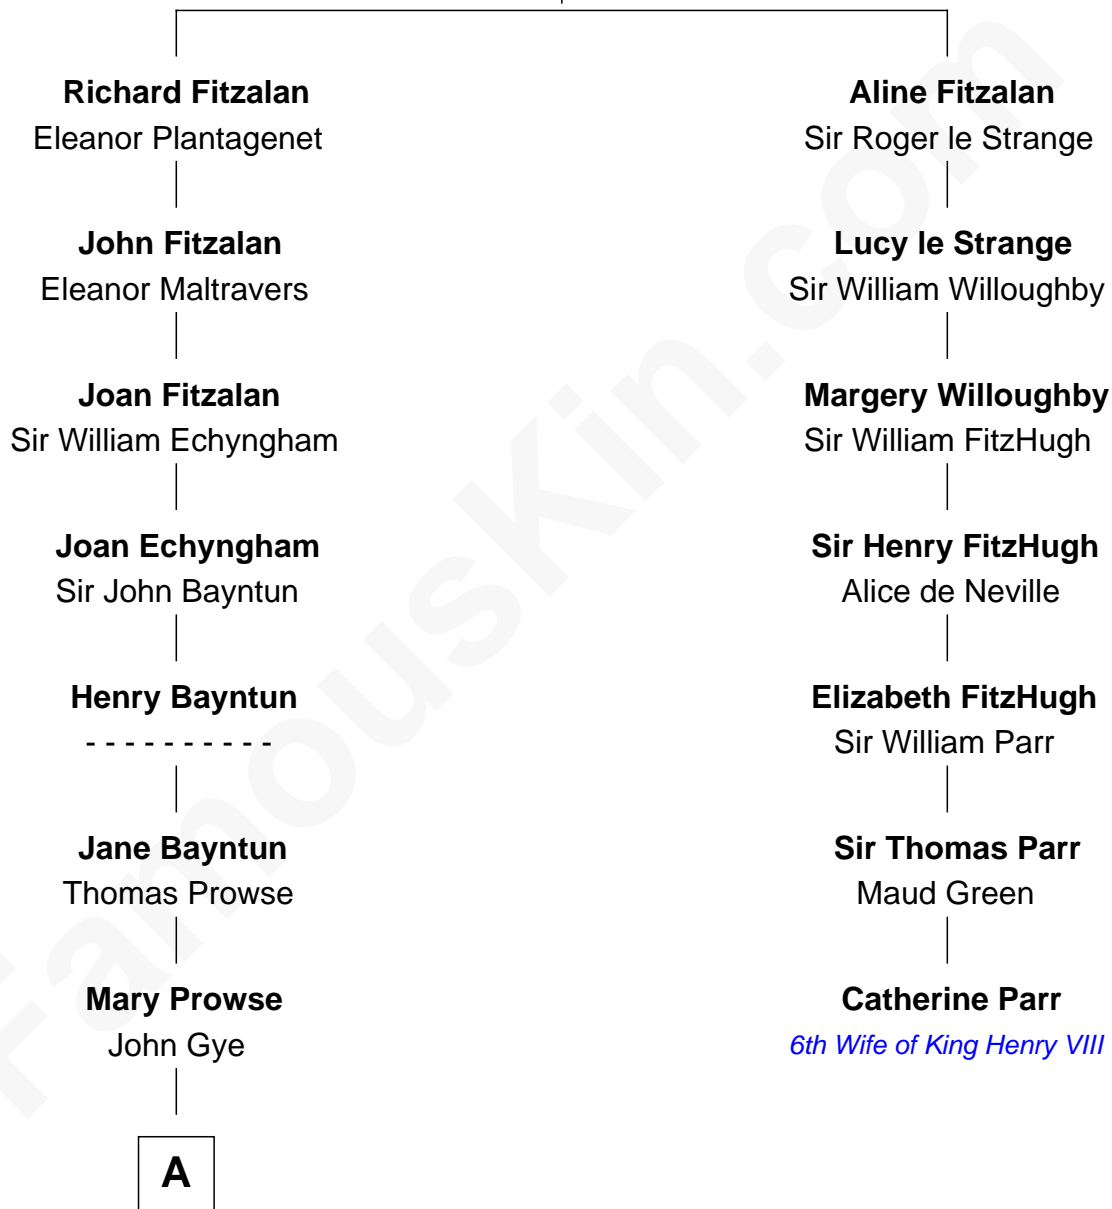 Richard Fitzalan
Eleanor Plantagenet
John Fitzalan
Eleanor Maltravers
Joan Fitzalan
Sir William Echyngham
Joan Echyngham
Sir John Bayntun
Henry Bayntun
- - - - - - - - - -
Jane Bayntun
Thomas Prowse
Mary Prowse
John Gye
A
Aline Fitzalan
Sir Roger le Strange
Lucy le Strange
Sir William Willoughby
Margery Willoughby
Sir William FitzHugh
Sir Henry FitzHugh
Alice de Neville
Elizabeth FitzHugh
Sir William Parr
Sir Thomas Parr
Maud Green
Catherine Parr
6th Wife of King Henry VIII
FamousKin.com